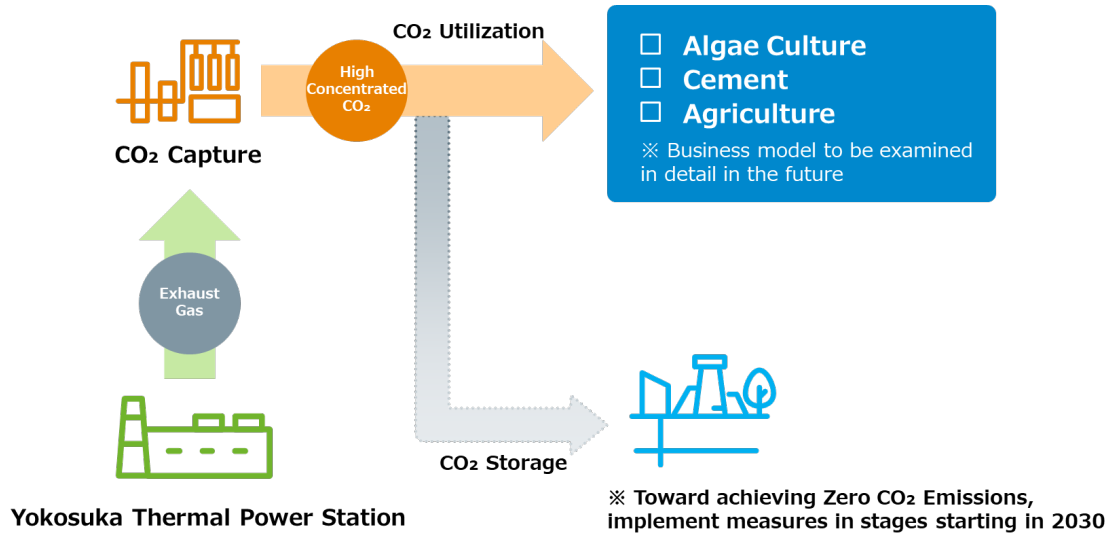 CO₂ Utilization
High
Concentrated
CO₂
CO₂ Capture
☐ Algae Culture
☐ Cement
☐ Agriculture
※ Business model to be examined
in detail in the future
Exhaust
Gas
Yokosuka Thermal Power Station
CO₂ Storage
※ Toward achieving Zero CO₂ Emissions,
implement measures in stages starting in 2030